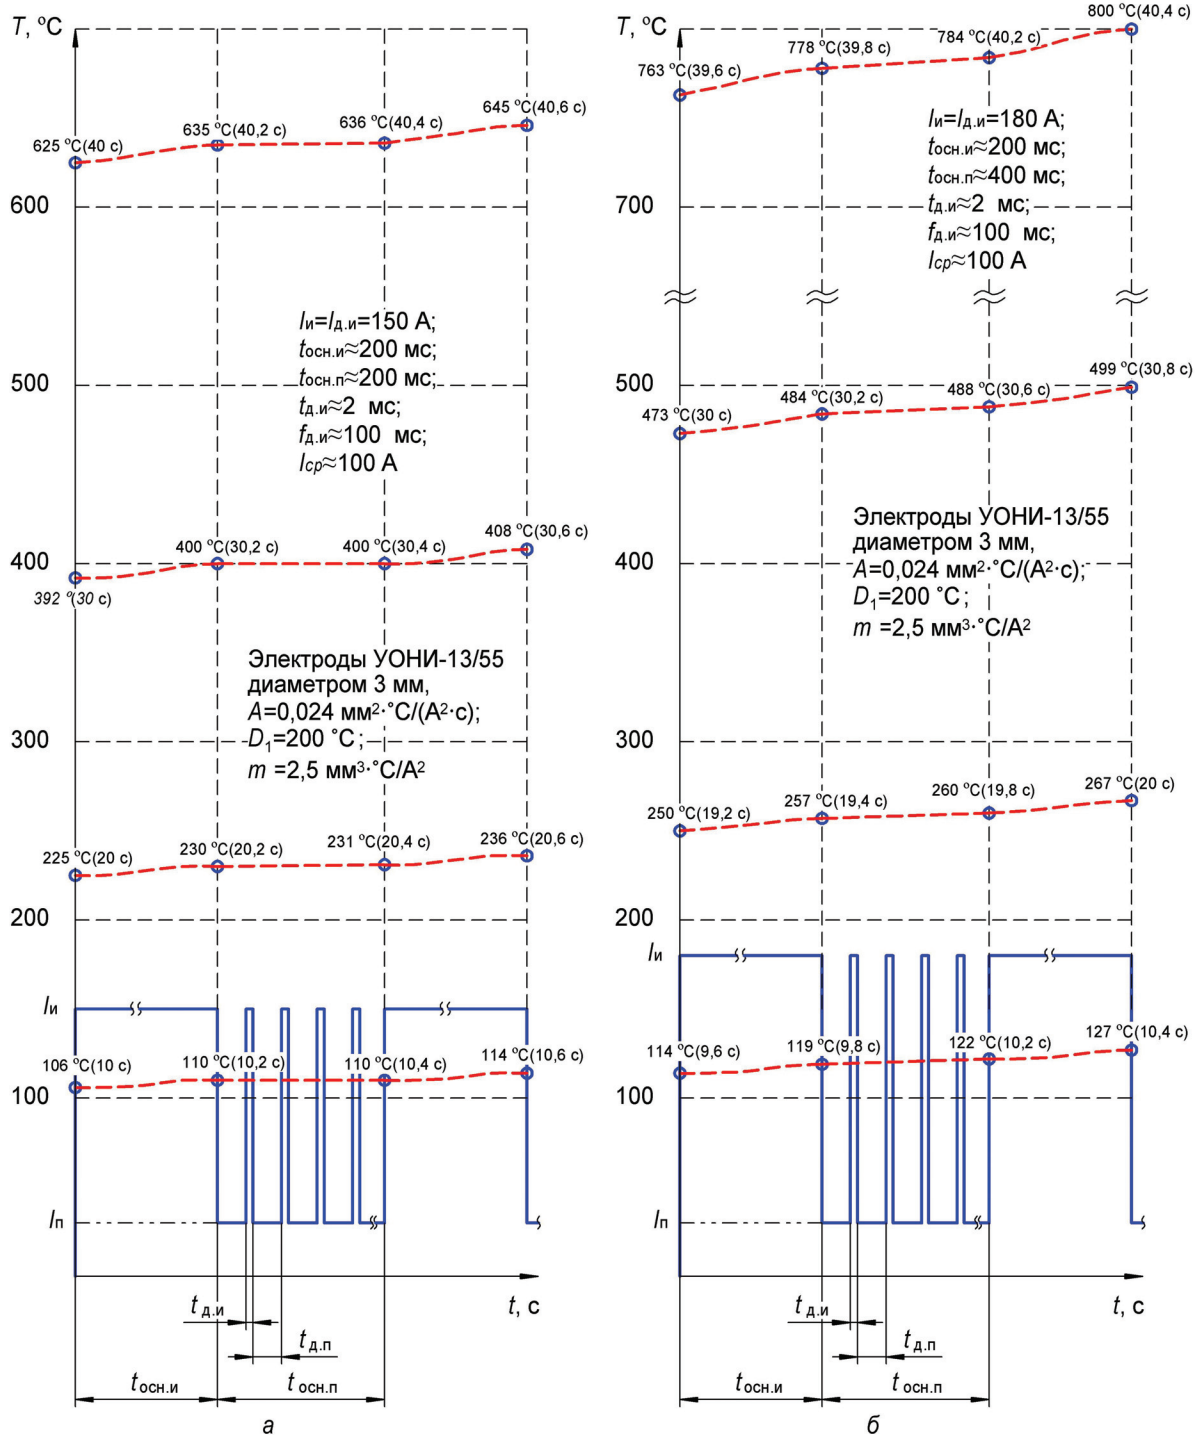 T, °C
645 °C(40,6 с)
635 °C(40,2 с)
636 °C(40,4 с)
625 °C(40 с)
600
Iи=Iд.и=150 А;
tосн.и≈200 мс;
tосн.п≈200 мс;
tд.и≈2 мс;
fд.и≈100 мс;
Iср≈100 А
500
408 °C(30,6 с)
400 °C(30,2 с)
400 °C(30,4 с)
400
392 °(30 с)
Электроды УОНИ-13/55
диаметром 3 мм,
A=0,024 мм²·°C/(А²·с);
D₁=200 °C;
m =2,5 мм³·°C/А²
300
236 °C(20,6 с)
230 °C(20,2 с)
231 °C(20,4 с)
225 °C(20 с)
200
Iи
114 °C(10,6 с)
106 °C(10 с)
110 °C(10,2 с)
110 °C(10,4 с)
100
Iп
t, с
t д.и
t д.п
tосн.и
tосн.п
а
T, °C
800 °C(40,4 с)
778 °C(39,8 с)
784 °C(40,2 с)
763 °C(39,6 с)
Iи=Iд.и=180 А;
tосн.и≈200 мс;
tосн.п≈400 мс;
tд.и≈2 мс;
fд.и≈100 мс;
Iср≈100 А
700
499 °C(30,8 с)
500
484 °C(30,2 с)
488 °C(30,6 с)
473 °C(30 с)
Электроды УОНИ-13/55
диаметром 3 мм,
A=0,024 мм²·°C/(А²·с);
D₁=200 °C;
m =2,5 мм³·°C/А²
400
300
267 °C(20 с)
257 °C(19,4 с)
260 °C(19,8 с)
250 °C(19,2 с)
200
Iи
127 °C(10,4 с)
119 °C(9,8 с)
122 °C(10,2 с)
114 °C(9,6 с)
100
Iп
t, с
t д.и
t д.п
tосн.и
tосн.п
б